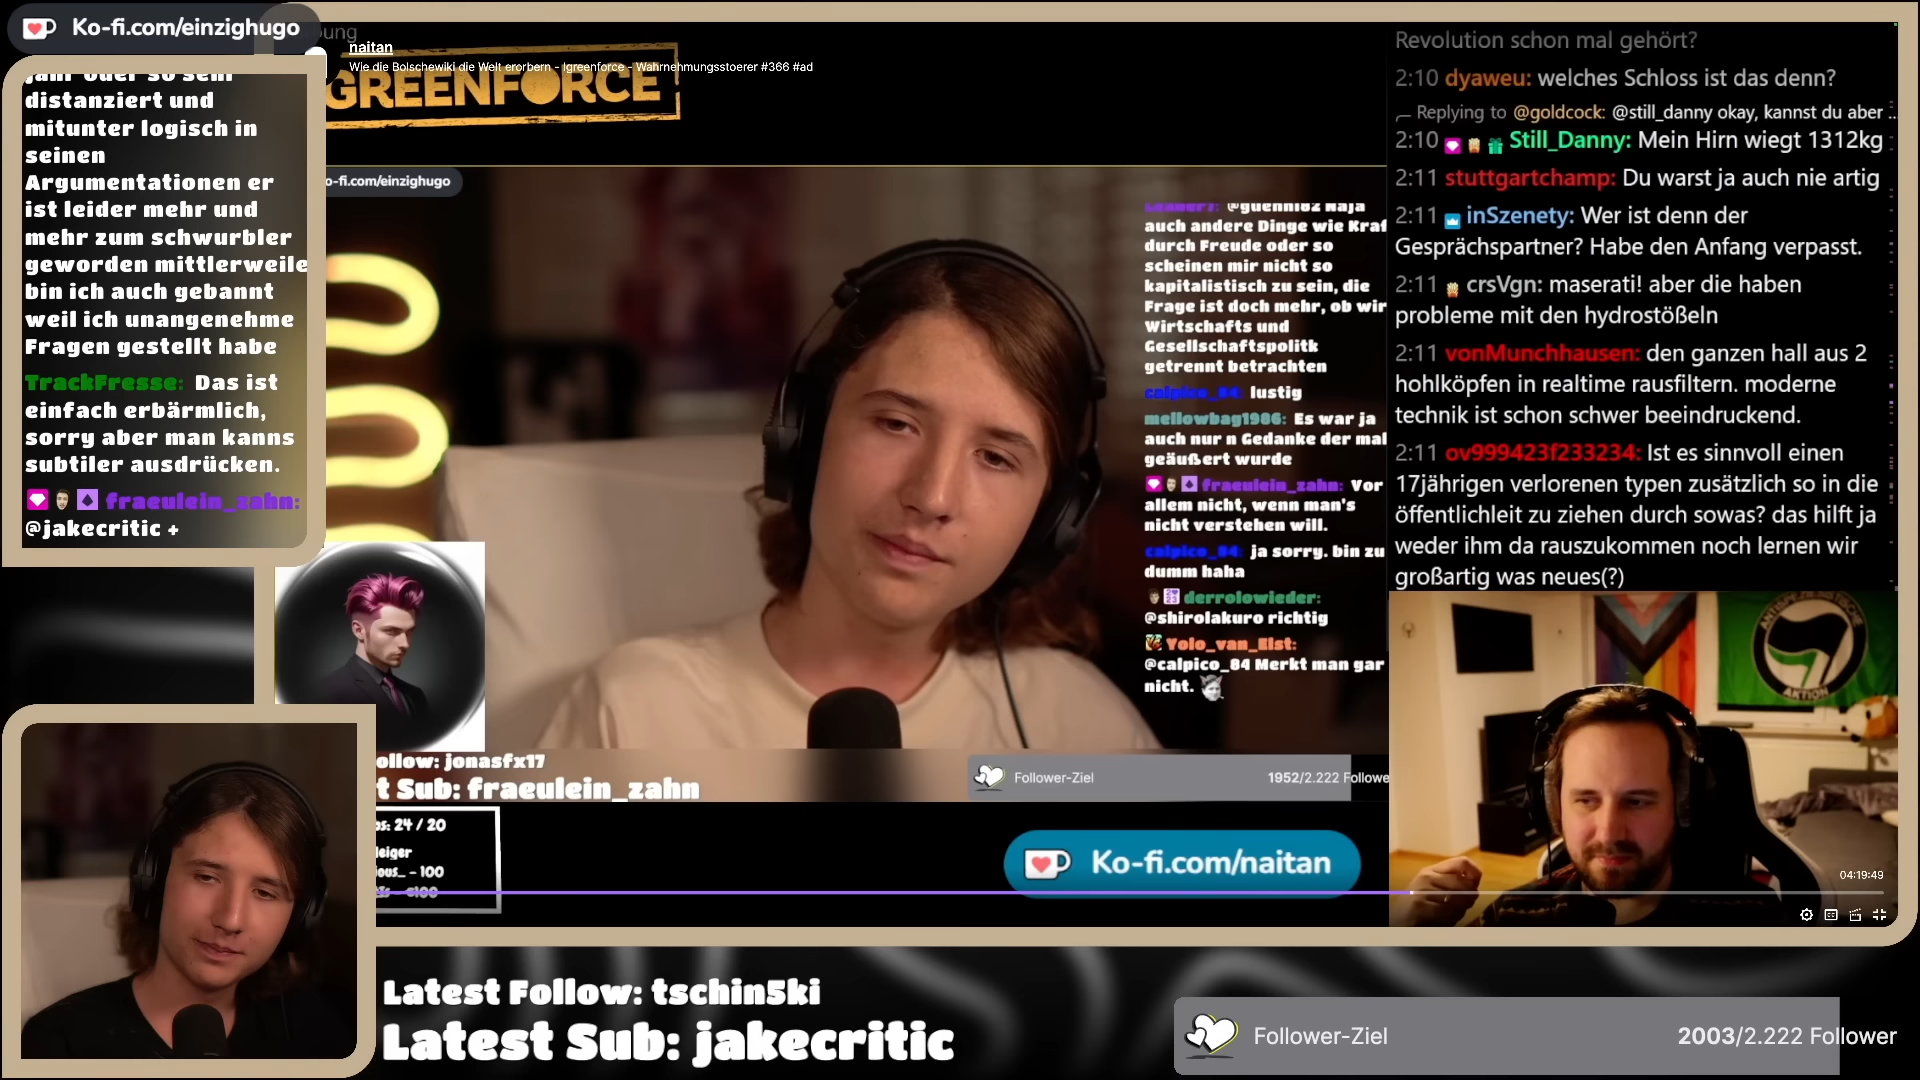 Ko-fi.com/einzighugo
distanziert und
mitunter logisch in
seinen
Argumentationen er
ist leider mehr und
mehr zum schwurbler
geworden mittlerweile
bin ich auch gebannt
weil ich unangenehme
Fragen gestellt habe
TrackFresse: Das ist
einfach erbärmlich,
sorry aber man kanns
subtiler ausdrücken.
fraeulein_zahn:
@jakecritic +
naitan
Wie die Bolschewiki die Welt erorbern - !greenforce - Wahrnehmungsstoerer #366 #ad
GREENFORCE
o-fi.com/einzighugo
auch andere Dinge wie Kraf
durch Freude oder so
scheinen mir nicht so
kapitalistisch zu sein, die
Frage ist doch mehr, ob wir
Wirtschafts und
Gesellschaftspolitk
getrennt betrachten
calpico_84: lustig
mellowbag1986: Es war ja
auch nur n Gedanke der mal
geäußert wurde
fraeulein_zahn: Vor
allem nicht, wenn man's
nicht verstehen will.
calpico_84: ja sorry. bin zu
dumm haha
derrolowieder:
@shirolakuro richtig
Yolo_van_Elst:
@calpico_84 Merkt man gar
nicht.
ollow: jonasfx17
t Sub: fraeulein_zahn
Follower-Ziel
1952/2.222 Followe
os: 24 / 20
leiger
ious_ - 100
Ko-fi.com/naitan
Revolution schon mal gehört?
2:10 dyaweu: welches Schloss ist das denn?
Replying to @goldcock: @still_danny okay, kannst du aber ...
2:10 Still_Danny: Mein Hirn wiegt 1312kg
2:11 stuttgartchamp: Du warst ja auch nie artig
2:11 inSzenety: Wer ist denn der
Gesprächspartner? Habe den Anfang verpasst.
2:11 crsVgn: maserati! aber die haben
probleme mit den hydrostößeln
2:11 vonMunchhausen: den ganzen hall aus 2
hohlköpfen in realtime rausfiltern. moderne
technik ist schon schwer beeindruckend.
2:11 ov999423f233234: Ist es sinnvoll einen
17jährigen verlorenen typen zusätzlich so in die
öffentlichleit zu ziehen durch sowas? das hilft ja
weder ihm da rauszukommen noch lernen wir
großartig was neues(?)
AKTION
04:19:49
Latest Follow: tschin5ki
Latest Sub: jakecritic
Follower-Ziel
2003/2.222 Follower